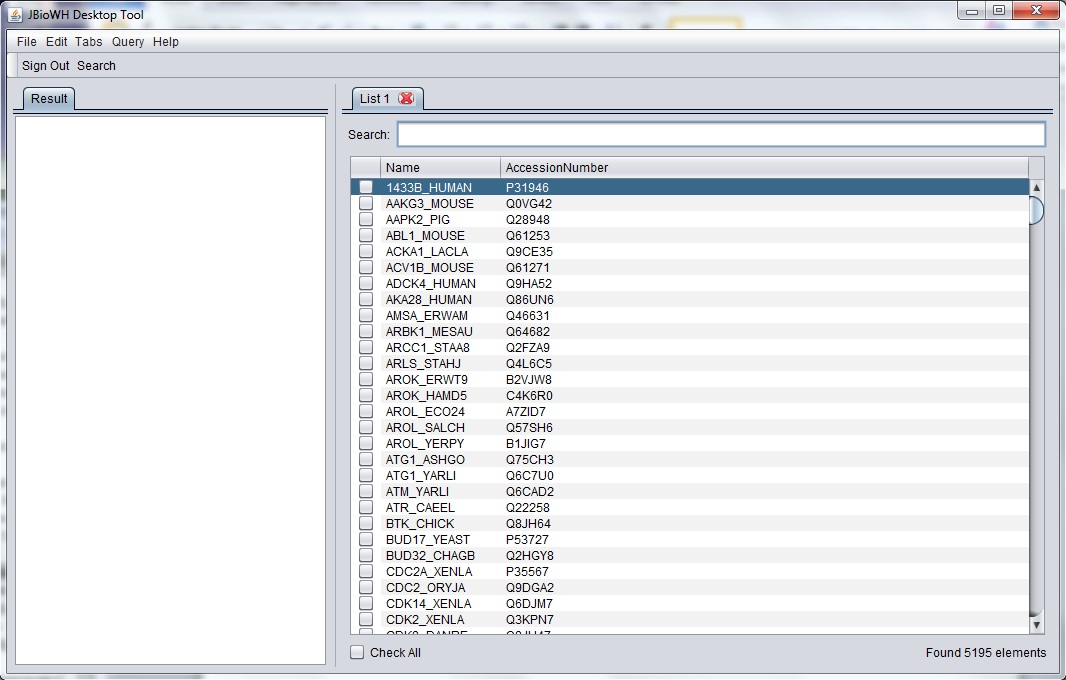 JBioWH Desktop Tool
File Edit Tabs Query Help
Sign Out Search
Result
List 1
Search:
Name AccessionNumber
1433B_HUMAN P31946
AAKG3_MOUSE Q0VG42
AAPK2_PIG Q28948
ABL1_MOUSE Q61253
ACKA1_LACLA Q9CE35
ACV1B_MOUSE Q61271
ADCK4_HUMAN Q9HA52
AKA28_HUMAN Q86UN6
AMSA_ERWAM Q46631
ARBK1_MESAU Q64682
ARCC1_STAA8 Q2FZA9
ARLS_STAHJ Q4L6C5
AROK_ERWT9 B2VJW8
AROK_HAMD5 C4K6R0
AROL_ECO24 A7ZID7
AROL_SALCH Q57SH6
AROL_YERPY B1JIG7
ATG1_ASHGO Q75CH3
ATG1_YARLI Q6C7U0
ATM_YARLI Q6CAD2
ATR_CAEEL Q22258
BTK_CHICK Q8JH64
BUD17_YEAST P53727
BUD32_CHAGB Q2HGY8
CDC2A_XENLA P35567
CDC2_ORYJA Q9DGA2
CDK14_XENLA Q6DJM7
CDK2_XENLA Q3KPN7
Check All Found 5195 elements